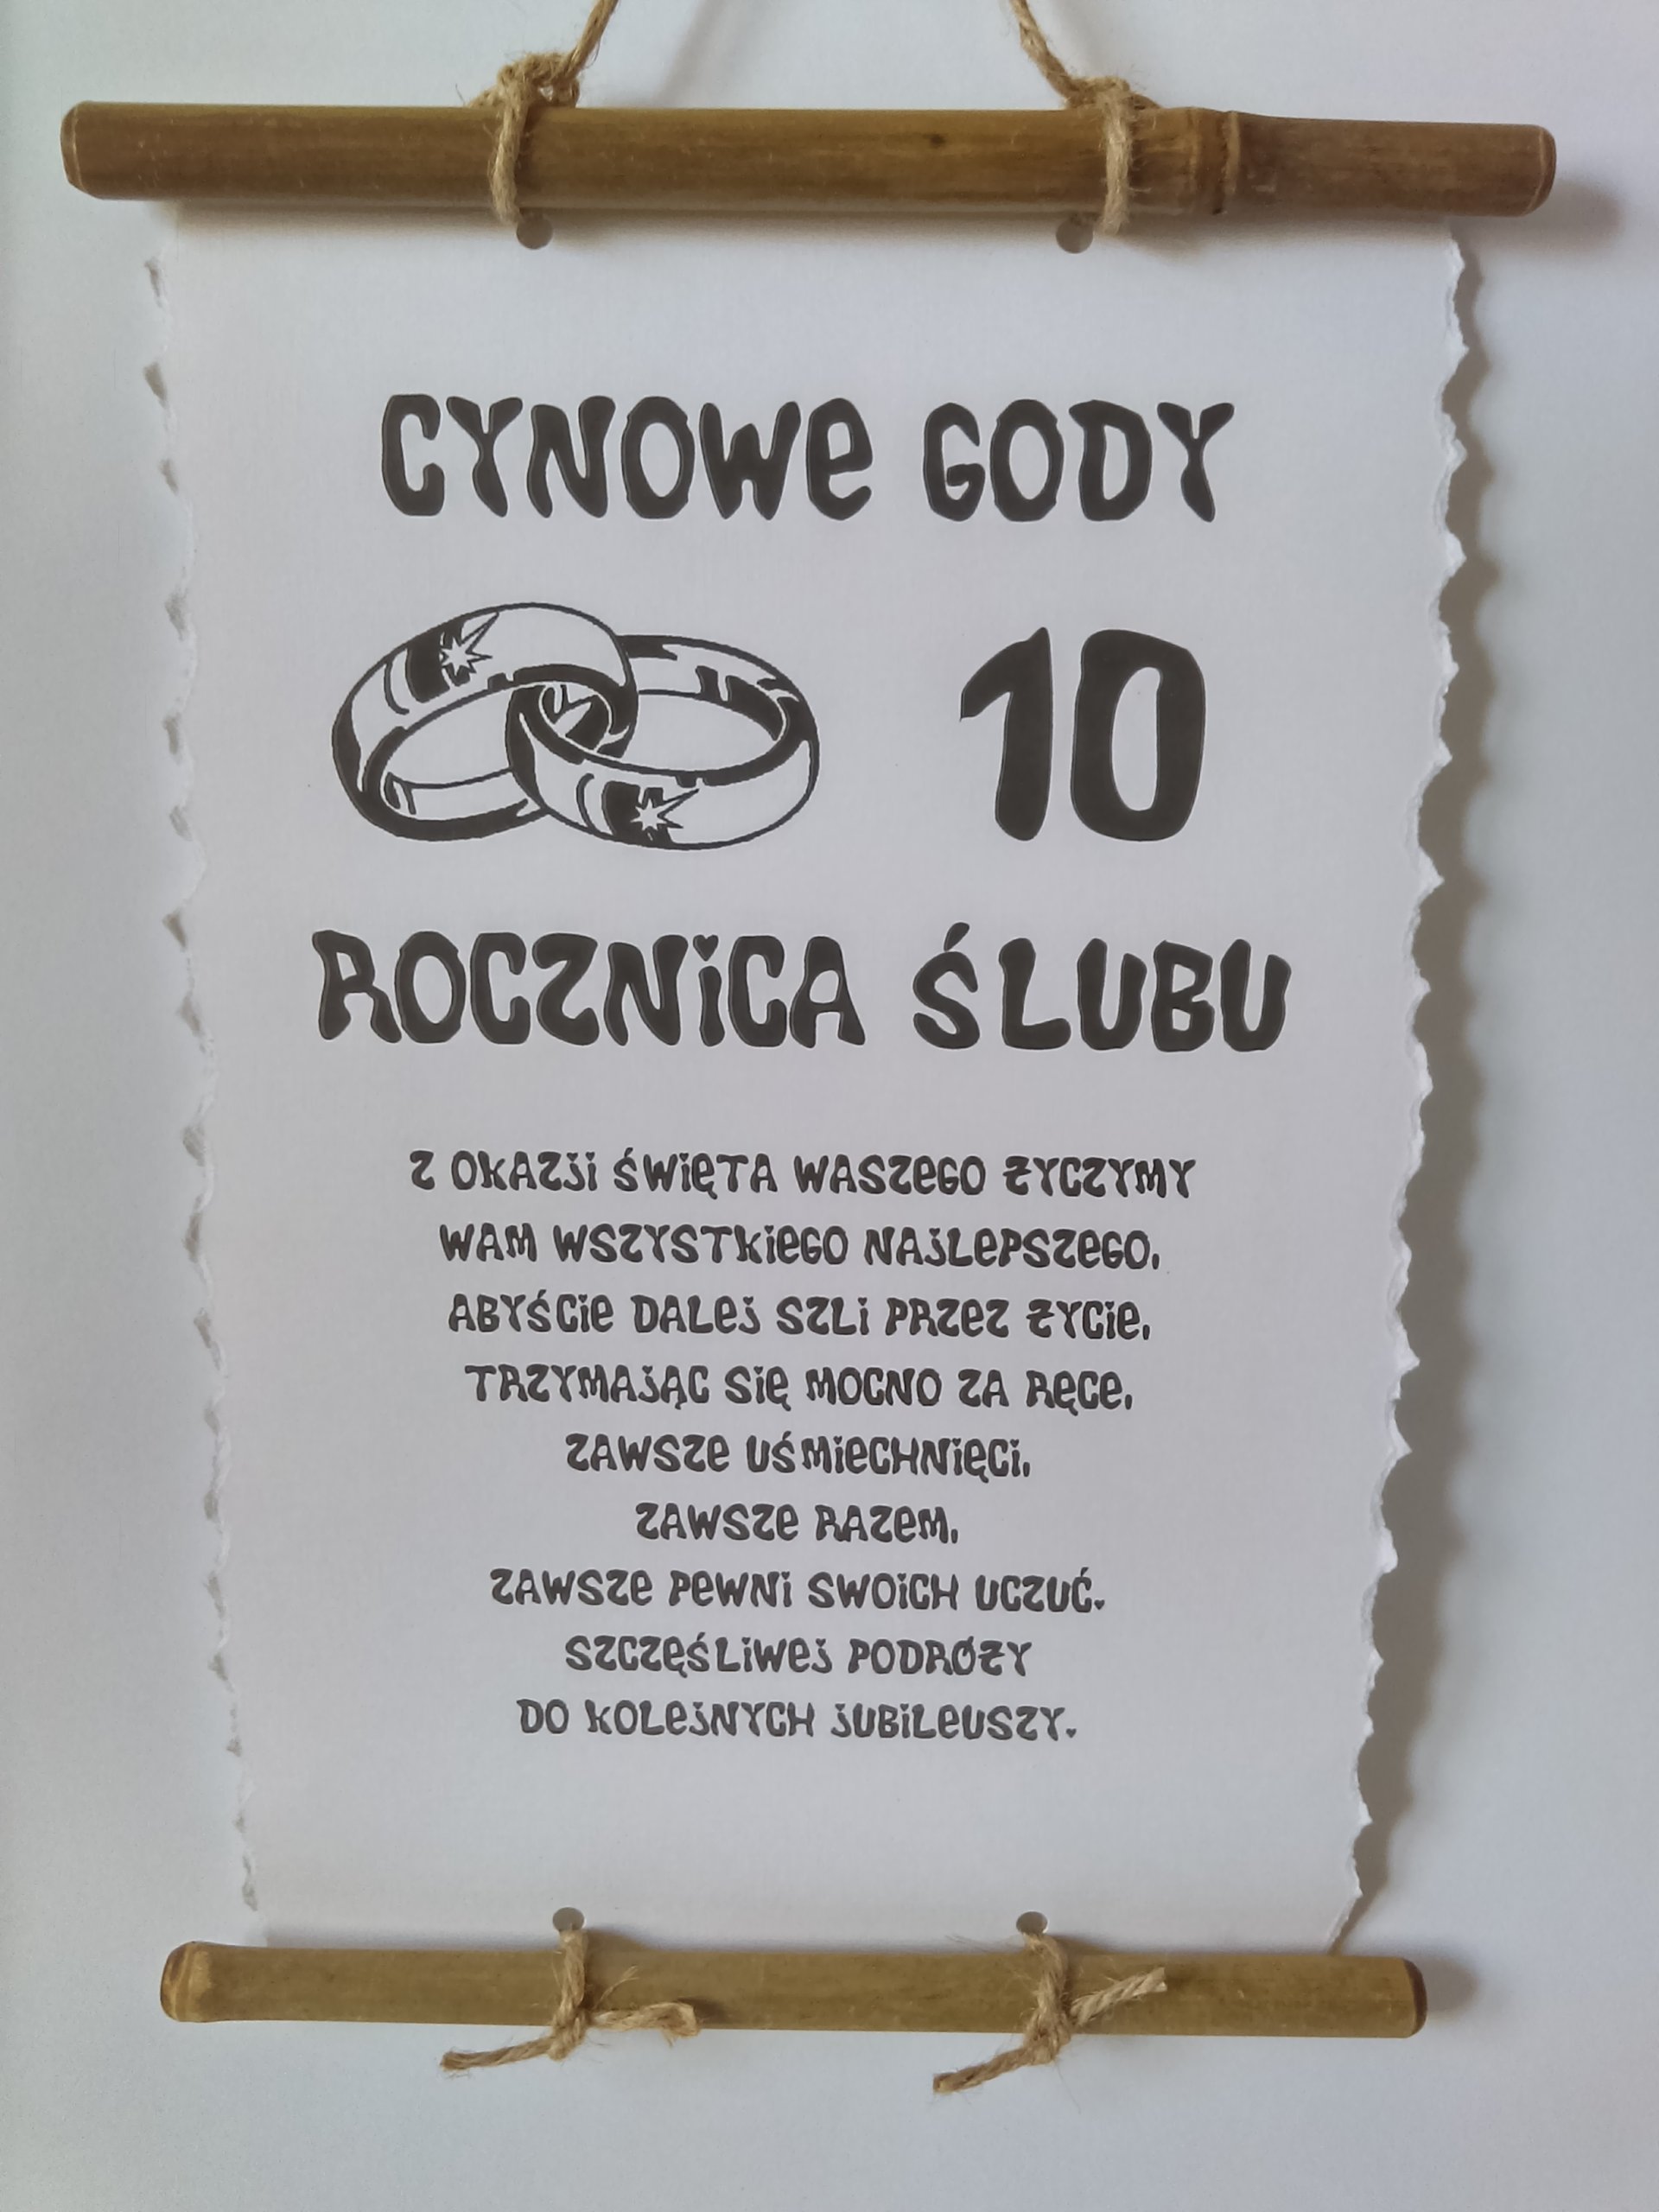 CYNOWE GODY
10
ROCZNICA ŚLUBU
Z OKAZJI ŚWIĘTA WASZEGO ŻYCZYMY
WAM WSZYSTKIEGO NAJLEPSZEGO,
ABYŚCIE DALEJ SZLI PRZEZ ŻYCIE,
TRZYMAJĄC SIĘ MOCNO ZA RĘCE,
ZAWSZE UŚMIECHNIĘCI,
ZAWSZE RAZEM,
ZAWSZE PEWNI SWOICH UCZUĆ.
SZCZĘŚLIWEJ PODRÓŻY
DO KOLEJNYCH JUBILEUSZY.